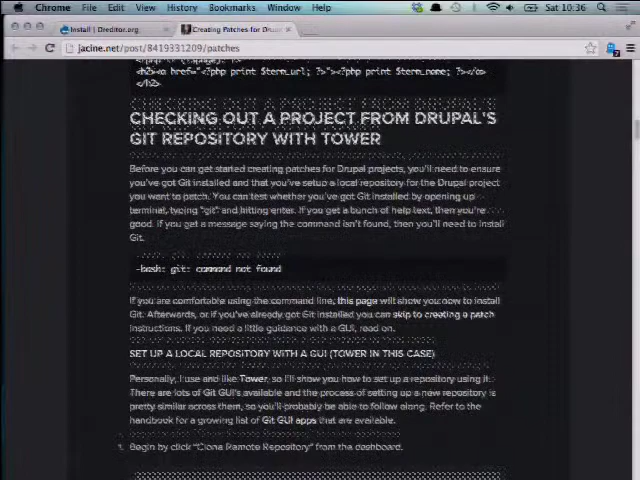 Chrome File Edit View History Bookmarks Window Help Sat 10:36
Install | Dreditor.org
Creating Patches for Dru
jacine.net/post/8419331209/patches
<h2><a href="<?php print $term_url; ?>"><?php print $term_name; ?></a>
</h2>
CHECKING OUT A PROJECT FROM DRUPAL'S
GIT REPOSITORY WITH TOWER
Before you can get started creating patches for Drupal projects, you'll need to ensure
you've got Git installed and that you've setup a local repository for the Drupal project
you want to patch. You can test whether you've got Git installed by opening up
terminal, typing "git" and hitting enter. If you get a bunch of help text, then you're
good. If you get a message saying the command isn't found, then you'll need to install
Git.
-bash: git: command not found
If you are comfortable using the command line, this page will show you how to install
Git. Afterwards, or if you've already got Git installed you can skip to creating a patch
instructions. If you need a little guidance with a GUI, read on.
SET UP A LOCAL REPOSITORY WITH A GUI (TOWER IN THIS CASE)
Personally, I use and like Tower, so I'll show you how to set up a repository using it.
There are lots of Git GUI's available and the process of setting up a new repository is
pretty similar across them, so you'll probably be able to follow along. Refer to the
handbook for a growing list of Git GUI apps that are available.
1. Begin by click "Clone Remote Repository" from the dashboard.